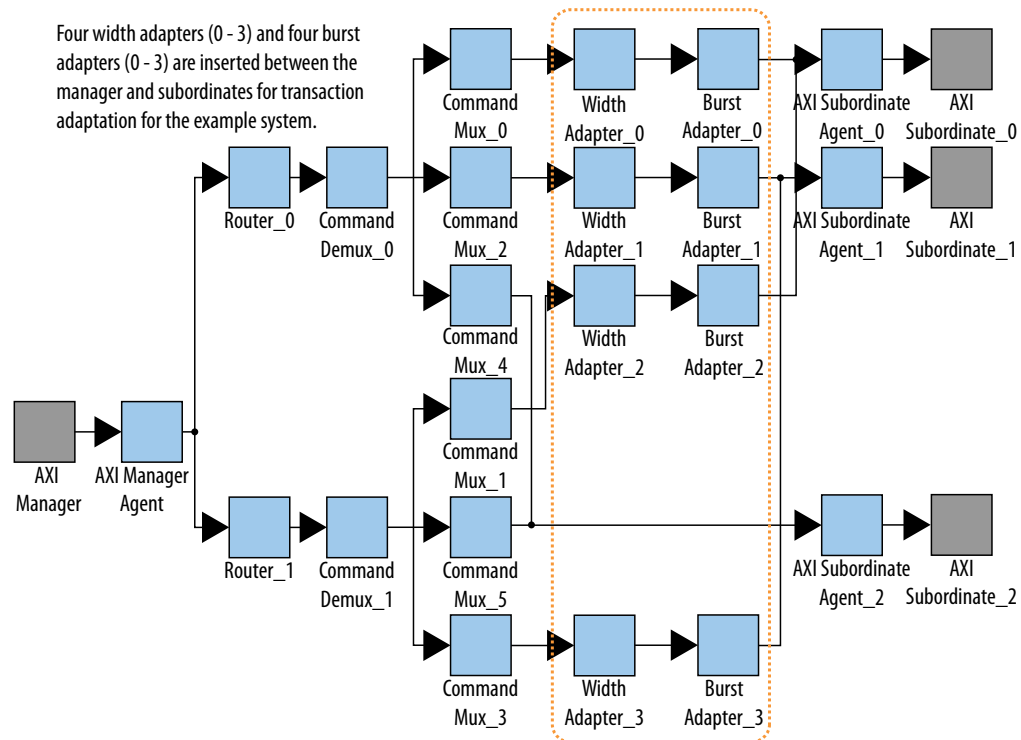 Four width adapters (0 - 3) and four burst
adapters (0 - 3) are inserted between the
manager and subordinates for transaction
adaptation for the example system.
Command
Mux_0
Width
Adapter_0
Burst
Adapter_0
AXI Subordinate
Agent_0
AXI
Subordinate_0
Router_0
Command
Demux_0
Command
Mux_2
Width
Adapter_1
Burst
Adapter_1
AXI Subordinate
Agent_1
AXI
Subordinate_1
Command
Mux_4
Width
Adapter_2
Burst
Adapter_2
AXI
Manager
AXI Manager
Agent
Command
Mux_1
Router_1
Command
Demux_1
Command
Mux_5
AXI Subordinate
Agent_2
AXI
Subordinate_2
Command
Mux_3
Width
Adapter_3
Burst
Adapter_3